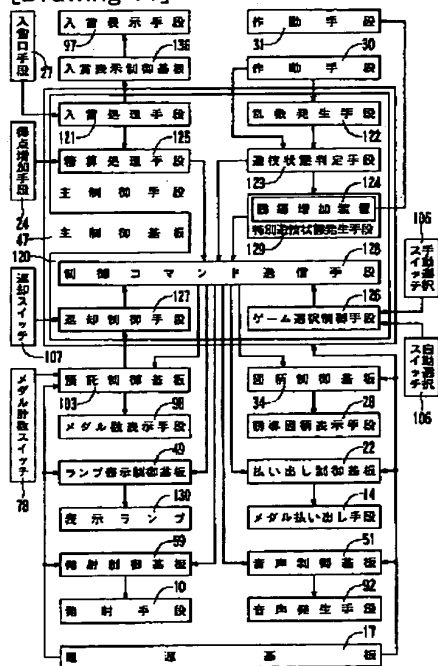 [Drawing 11]
入賞表示手段
97
136
入賞表示制御基板
作動手段
31
30
作動手段
入賞口手段
27
入賞処理手段
121
125
精算処理手段
主制御手段
得点増加手段
24
47
主制御基板
120
乱数発生手段
122
遊技状態判定手段
123
124
誘導増加装置
特別遊技状態発生手段
129
128
制御コマンド送信手段
返却スイッチ
107
127
返却制御手段
126
ゲーム選択制御手段
手動選択スイッチ
106
自動選択スイッチ
メダル計数スイッチ
78
預託制御基板
103
98
メダル数表示手段
49
ランプ表示制御基板
130
表示ランプ
59
発射制御基板
10
発射手段
図柄制御基板
34
28
誘導図柄表示手段
22
払い出し制御基板
14
メダル払い出し手段
51
音声制御基板
92
音声発生手段
17
電源基板